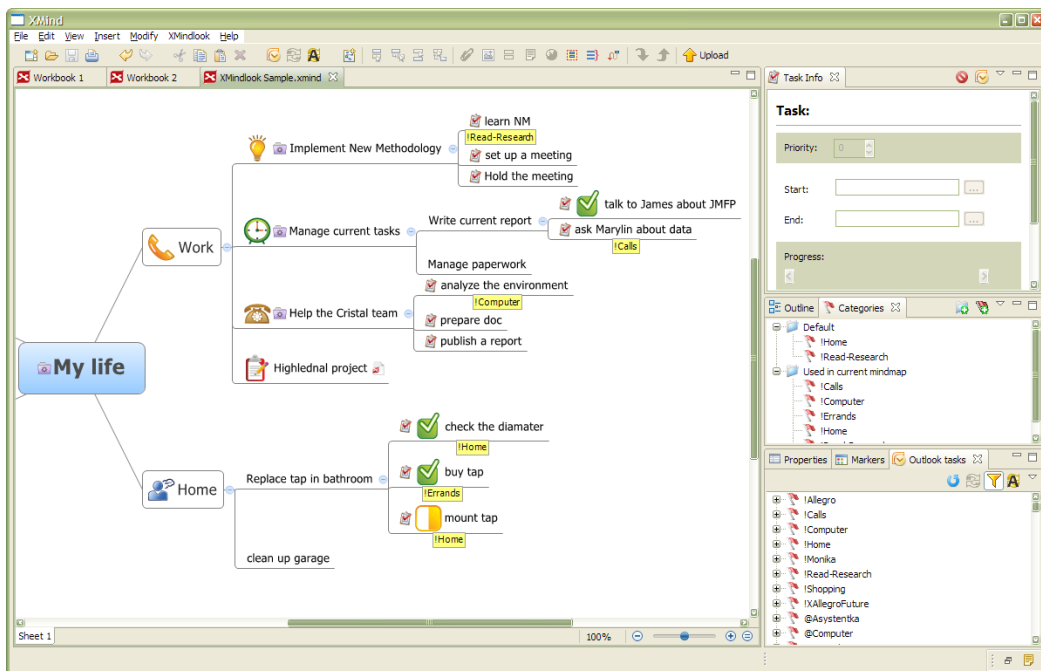 XMind
File Edit View Insert Modify XMindlook Help
Upload
Workbook 1 Workbook 2 XMindlook Sample.xmind
My life
Work
Implement New Methodology
learn NM
!Read-Research
set up a meeting
Hold the meeting
Manage current tasks
Write current report
talk to James about JMFP
ask Marylin about data
!Calls
Manage paperwork
Help the Cristal team
analyze the environment
!Computer
prepare doc
publish a report
Highlednal project
Home
Replace tap in bathroom
check the diamater
!Home
buy tap
!Errands
mount tap
!Home
clean up garage
Sheet 1
100%
Task Info
Task:
Priority: 0
Start: ...
End: ...
Progress:
Outline Categories
Default
!Home
!Read-Research
Used in current mindmap
!Calls
!Computer
!Errands
!Home
Properties Markers Outlook tasks
!Allegro
!Calls
!Computer
!Home
!Monika
!Read-Research
!Shopping
!XAllegroFuture
@Asystentka
@Computer